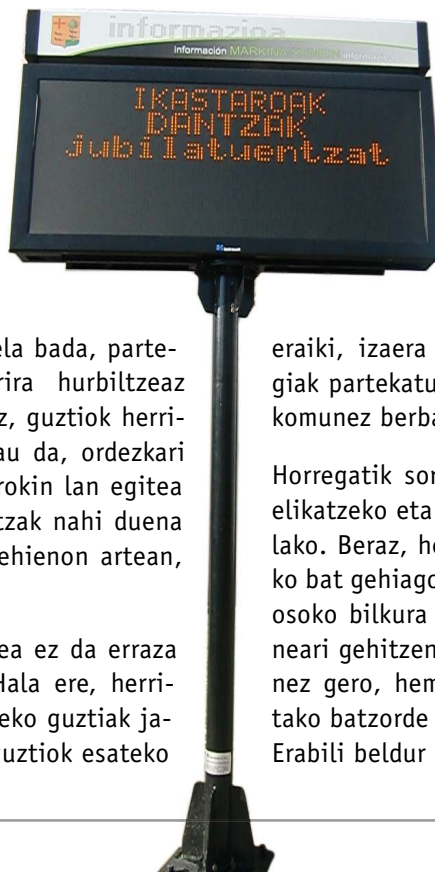 informazioa
información MARKINA-XEMEIN informazioa
IKASTAROAK
DANTZAK
jubilatuentzat
ela bada, parte-
rira hurbiltzeaz
z, guztiok herri-
au da, ordezkari
rokin lan egitea
tzak nahi duena
ehienon artean,
ea ez da erraza
Hala ere, herri-
eko guztiak ja-
guztiok esateko
eraiki, izaera
giak partekatu
komunez berba
Horregatik sor
elikatzeko eta
lako. Beraz, he
ko bat gehiago
osoko bilkura
neari gehitzen
nez gero, hem
tako batzorde
Erabili beldur